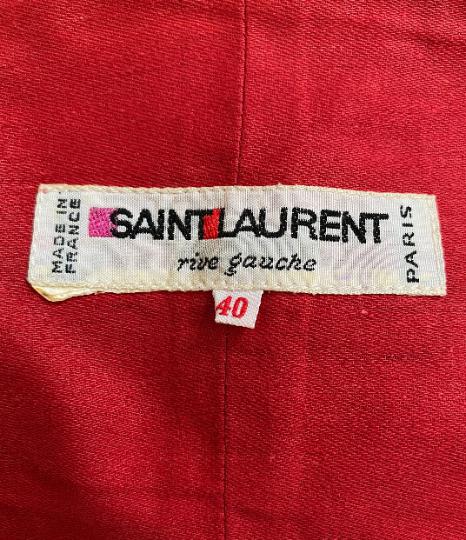 MADE IN
FRANCE
SAINT LAURENT
rive gauche
PARIS
40